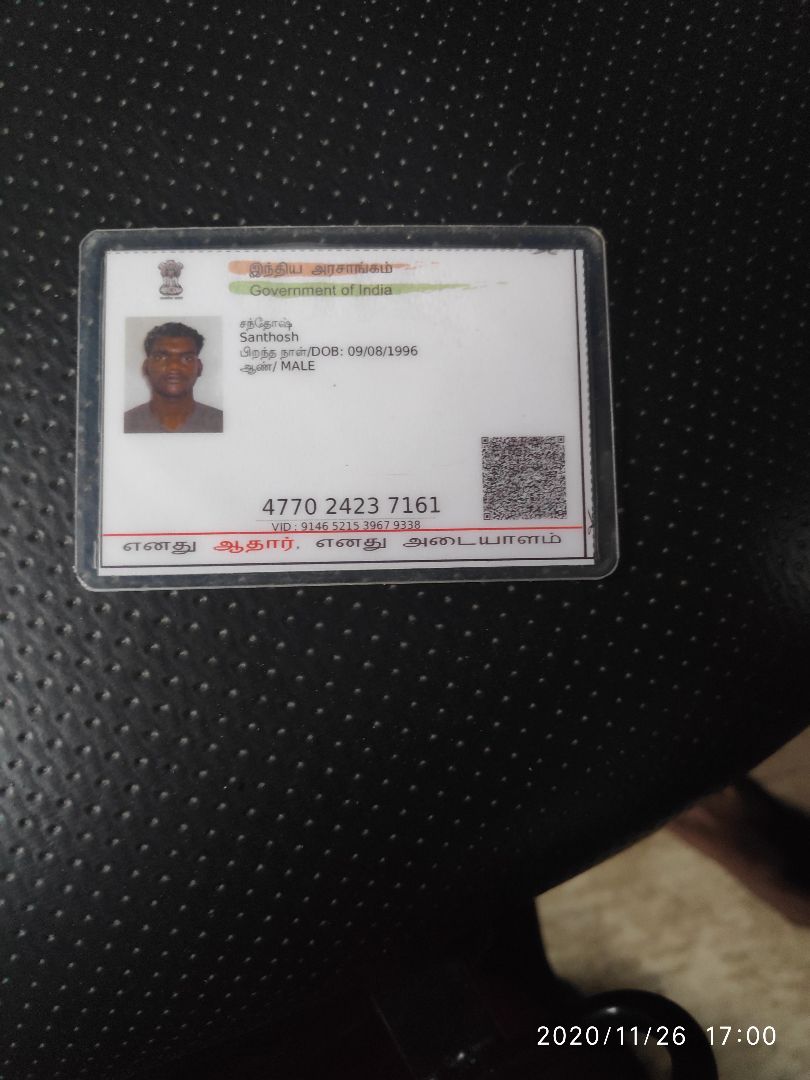 இந்திய அரசாங்கம்
Government of India
சந்தோஷ்
Santhosh
பிறந்த நாள்/DOB: 09/08/1996
ஆண்/ MALE
4770 2423 7161
VID : 9146 5215 3967 9338
எனது ஆதார், எனது அடையாளம்
2020/11/26 17:00